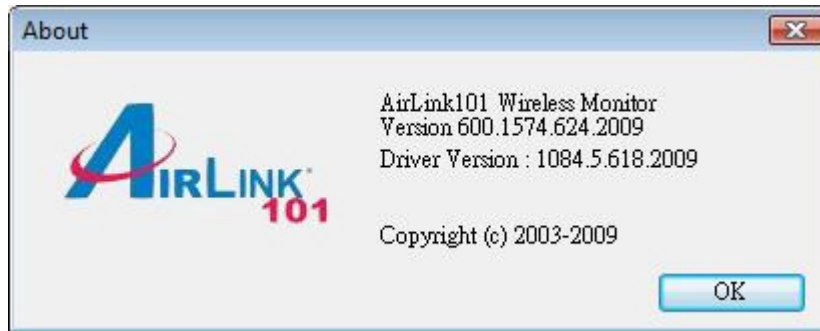 About
AIRLINK®
101
AirLink101 Wireless Monitor
Version 600.1574.624.2009
Driver Version : 1084.5.618.2009
Copyright (c) 2003-2009
OK